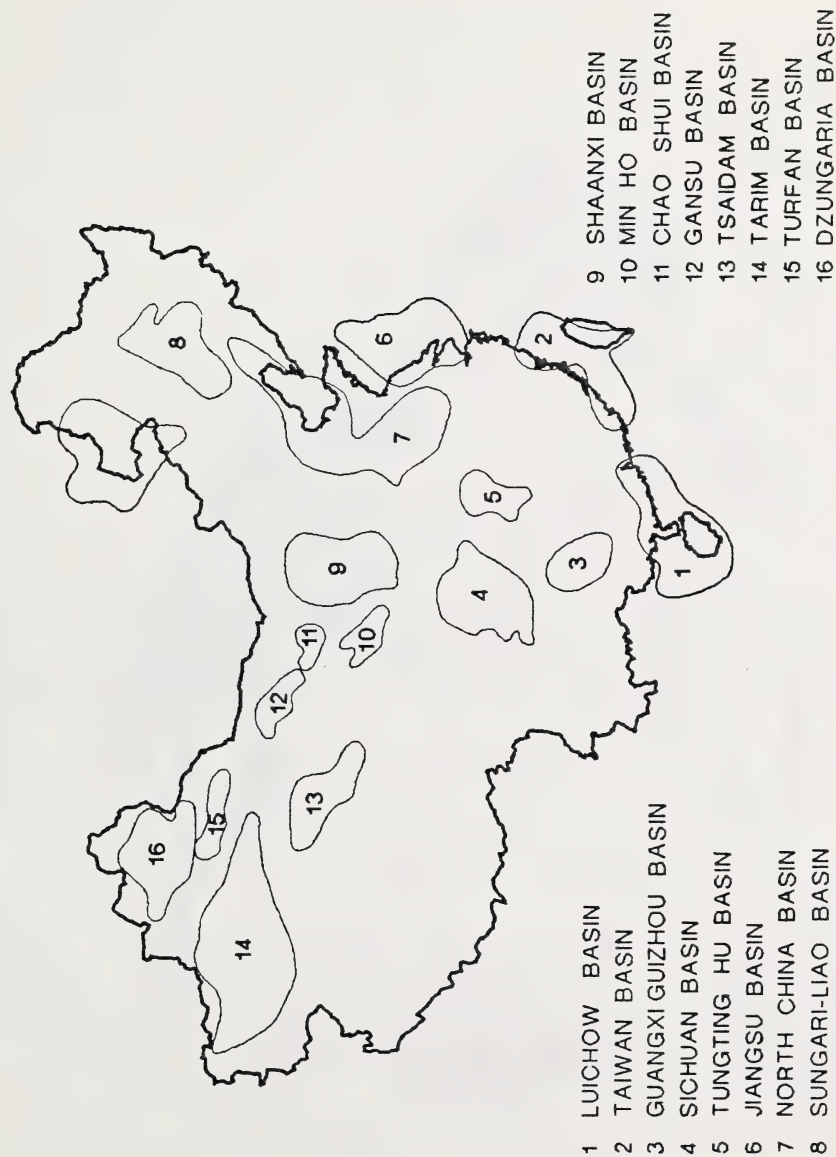 8
16
6
15
7
12
11
9
14
2
13
10
5
4
3
1
1 LUICHOW BASIN
2 TAIWAN BASIN
3 GUANGXI GUIZHOU BASIN
4 SICHUAN BASIN
5 TUNGTING HU BASIN
6 JIANGSU BASIN
7 NORTH CHINA BASIN
8 SUNGARI-LIAO BASIN
9 SHAANXI BASIN
10 MIN HO BASIN
11 CHAO SHUI BASIN
12 GANSU BASIN
13 TSAIDAM BASIN
14 TARIM BASIN
15 TURFAN BASIN
16 DZUNGARIA BASIN